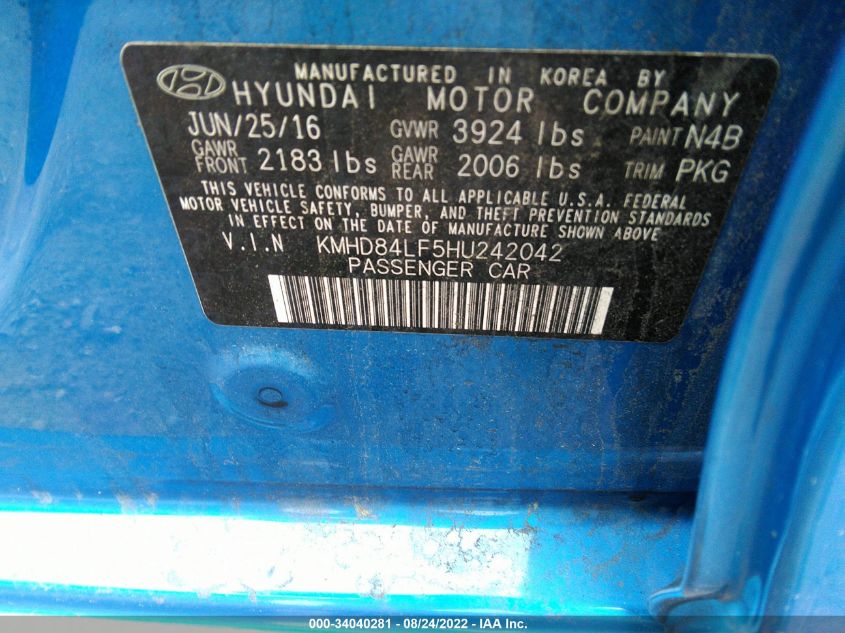 MANUFACTURED IN KOREA BY
HYUNDAI MOTOR COMPANY
JUN/25/16 GVWR 3924 lbs PAINT N4B
GAWR FRONT 2183 lbs GAWR REAR 2006 lbs TRIM PKG
THIS VEHICLE CONFORMS TO ALL APPLICABLE U.S.A. FEDERAL
MOTOR VEHICLE SAFETY, BUMPER, AND THEFT PREVENTION STANDARDS
IN EFFECT ON THE DATE OF MANUFACTURE SHOWN ABOVE
V.I.N KMHD84LF5HU242042
PASSENGER CAR
000-34040281 - 08/24/2022 - IAA Inc.